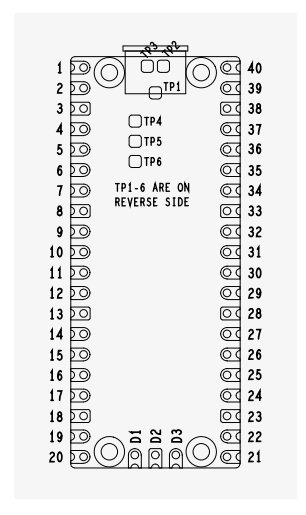 TP3 TP2
TP1
TP4
TP5
TP6
TP1-6 ARE ON
REVERSE SIDE
1 40
2 39
3 38
4 37
5 36
6 35
7 34
8 33
9 32
10 31
11 30
12 29
13 28
14 27
15 26
16 25
17 24
18 23
19 22
20 21
D1 D2 D3